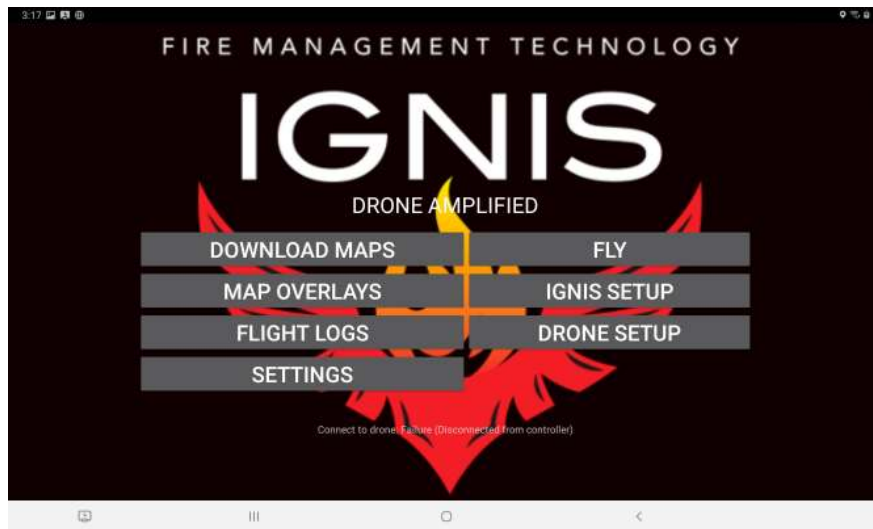 3:17
FIRE MANAGEMENT TECHNOLOGY
IGNIS
DRONE AMPLIFIED
DOWNLOAD MAPS
FLY
MAP OVERLAYS
IGNIS SETUP
FLIGHT LOGS
DRONE SETUP
SETTINGS
Connect to drone: Failure (Disconnected from controller)